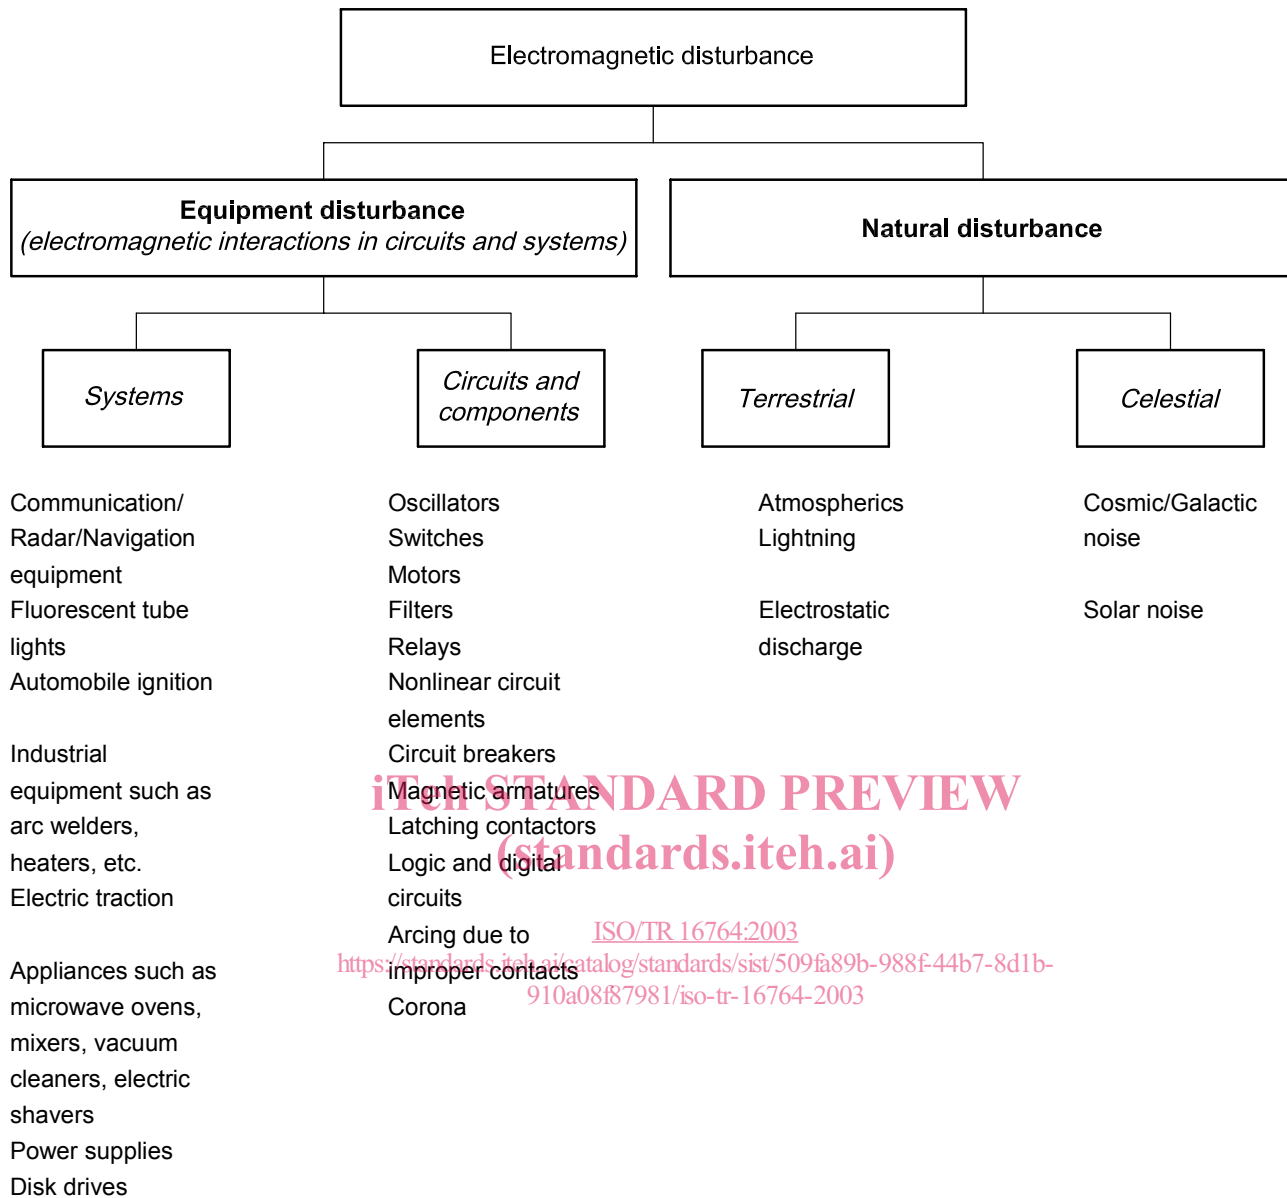 Electromagnetic disturbance
Equipment disturbance
(electromagnetic interactions in circuits and systems)
Natural disturbance
Systems
Circuits and
components
Terrestrial
Celestial
Communication/
Radar/Navigation
equipment
Fluorescent tube
lights
Automobile ignition
Industrial
equipment such as
arc welders,
heaters, etc.
Electric traction
Appliances such as
microwave ovens,
mixers, vacuum
cleaners, electric
shavers
Power supplies
Disk drives
Oscillators
Switches
Motors
Filters
Relays
Nonlinear circuit
elements
Circuit breakers
Magnetic armatures
Latching contactors
Logic and digital
circuits
Arcing due to
improper contacts
Corona
Atmospherics
Lightning
Electrostatic
discharge
Cosmic/Galactic
noise
Solar noise
iTeh STANDARD PREVIEW
(standards.iteh.ai)
ISO/TR 16764:2003
https://standards.iteh.ai/catalog/standards/sist/509fa89b-988f-44b7-8d1b-
910a08f87981/iso-tr-16764-2003